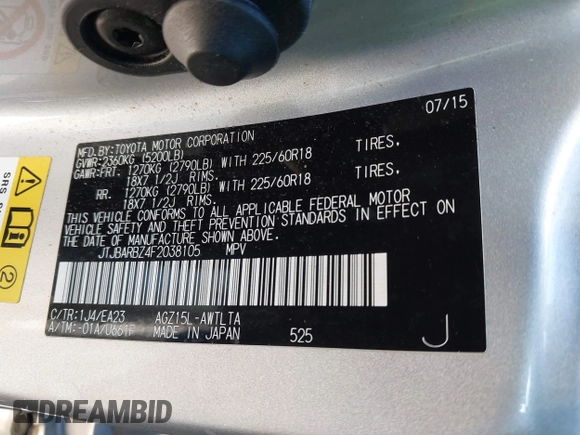 07/15
MFD.BY:TOYOTA MOTOR CORPORATION
GVWR:2360KG (5200LB)
GAWR:FRT. 1270KG (2790LB) WITH 225/60R18 TIRES,
18X7 1/2J RIMS.
RR. 1270KG (2790LB) WITH 225/60R18 TIRES,
18X7 1/2J RIMS.
THIS VEHICLE CONFORMS TO ALL APPLICABLE FEDERAL MOTOR
VEHICLE SAFETY AND THEFT PREVENTION STANDARDS IN EFFECT ON
THE DATE OF MANUFACTURE SHOWN ABOVE.
JTJBARBZ4F2038105 MPV
C/TR:1J4/EA23 AGZ15L-AWTLTA
A/TM:-01A/U661F MADE IN JAPAN 525 J
SRS
2
DREAMBID